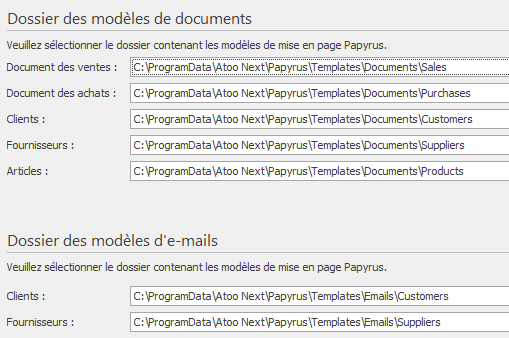 Dossier des modèles de documents
Veuillez sélectionner le dossier contenant les modèles de mise en page Papyrus.
Document des ventes : C:\ProgramData\Atoo Next\Papyrus\Templates\Documents\Sales
Document des achats : C:\ProgramData\Atoo Next\Papyrus\Templates\Documents\Purchases
Clients : C:\ProgramData\Atoo Next\Papyrus\Templates\Documents\Customers
Fournisseurs : C:\ProgramData\Atoo Next\Papyrus\Templates\Documents\Suppliers
Articles : C:\ProgramData\Atoo Next\Papyrus\Templates\Documents\Products
Dossier des modèles d'e-mails
Veuillez sélectionner le dossier contenant les modèles de mise en page Papyrus.
Clients : C:\ProgramData\Atoo Next\Papyrus\Templates\Emails\Customers
Fournisseurs : C:\ProgramData\Atoo Next\Papyrus\Templates\Emails\Suppliers